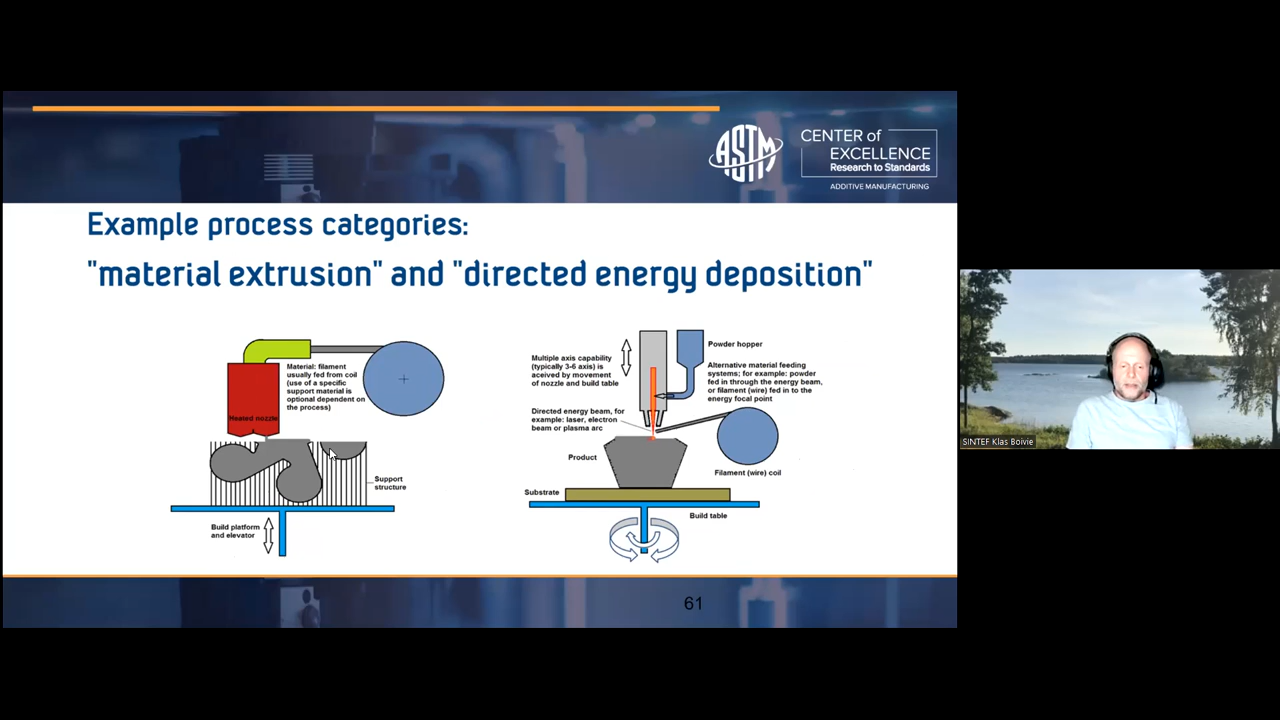 ASTM
CENTER of
EXCELLENCE
Research to Standards
ADDITIVE MANUFACTURING
Example process categories:
"material extrusion" and "directed energy deposition"
Material: filament
usually fed from coil
(use of a specific
support material is
optional dependent on
the process)
Heated nozzle
Support
structure
Build platform
and elevator
Multiple axis capability
(typically 3-6 axis) is
aceived by movement
of nozzle and build table
Directed energy beam, for
example: laser, electron
beam or plasma arc
Product
Substrate
Powder hopper
Alternative material feeding
systems; for example: powder
fed in through the energy beam,
or filament (wire) fed in to the
energy focal point
Filament (wire) coil
Build table
61
SINTEF Klas Boivie